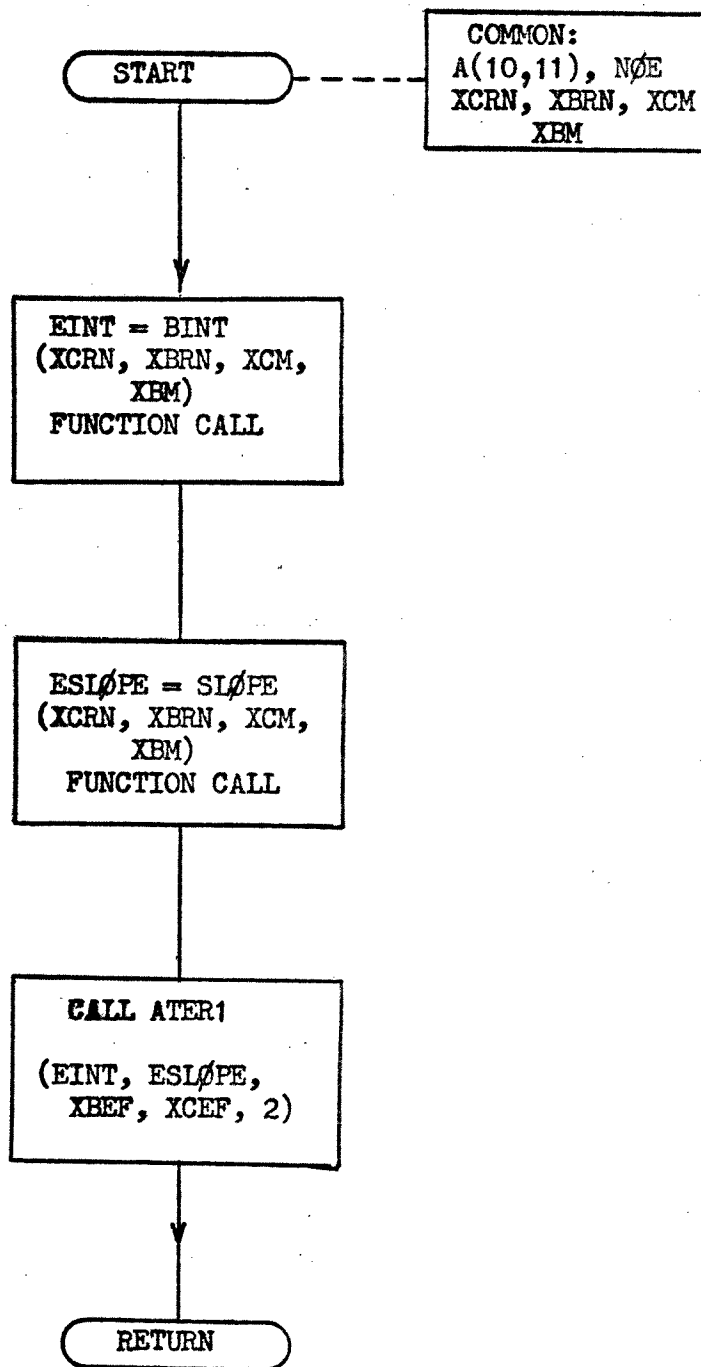 START
COMMON:
A(10,11), NØE
XCRN, XBRN, XCM
XBM
EINT = BINT
(XCRN, XBRN, XCM,
XBM)
FUNCTION CALL
ESLØPE = SLØPE
(XCRN, XBRN, XCM,
XBM)
FUNCTION CALL
CALL ATER1
(EINT, ESLØPE,
XBEF, XCEF, 2)
RETURN